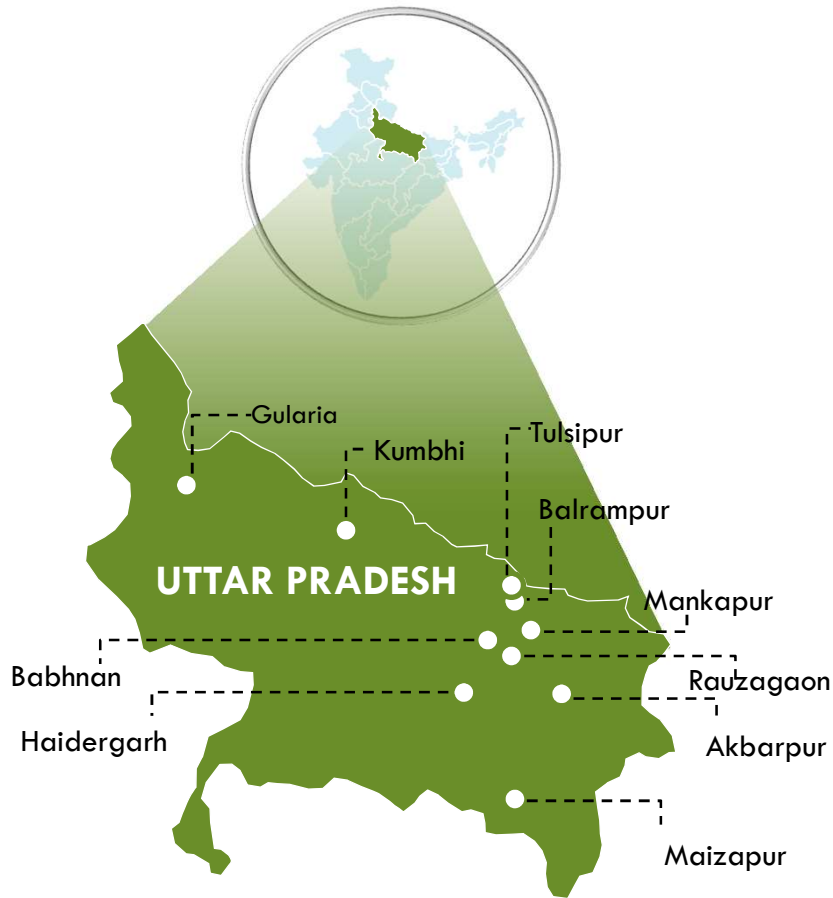 Gularia
Tulsipur
Kumbhi
Balrampur
UTTAR PRADESH
Mankapur
Babhnan
Rauzagaon
Haidergarh
Akbarpur
Maizapur